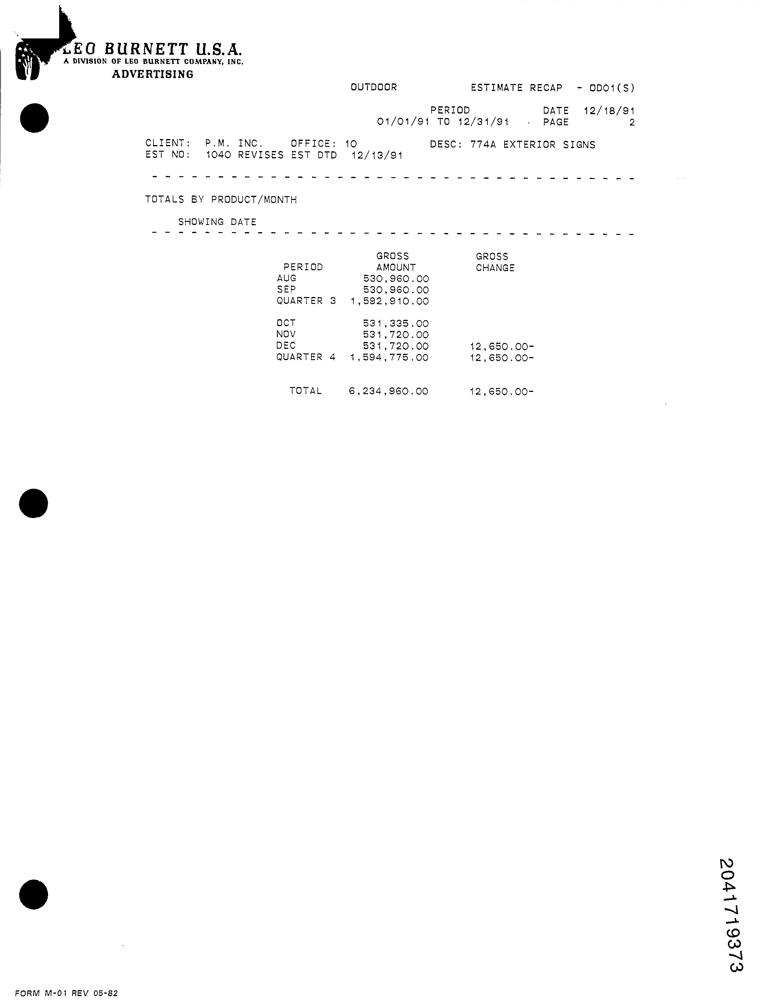 LEO BURNETT U.S.A.
A DIVISION OF LEO BURNETT COMPANY, INC.
ADVERTISING
OUTDOOR ESTIMATE RECAP - OD01(S)
PERIOD DATE 12/18/91
01/01/91 TO 12/31/91 PAGE 2
CLIENT: P.M. INC. OFFICE: 10 DESC: 774A EXTERIOR SIGNS
EST NO: 1040 REVISES EST DTD 12/13/91
- - - - - - - - - - - - - - - - - - - - - - - - - - - - - - - - - - - - -
TOTALS BY PRODUCT/MONTH
SHOWING DATE
- - - - - - - - - - - - - - - - - - - - - - - - - - - - - - - - - - - - -
GROSS GROSS
PERIOD AMOUNT CHANGE
AUG 530,960.00
SEP 530,960.00
QUARTER 3 1,592,910.00
OCT 531,335.00
NOV 531,720.00
DEC 531,720.00 12,650.00-
QUARTER 4 1,594,775.00 12,650.00-
TOTAL 6,234,960.00 12,650.00-
2041719373
FORM M-01 REV 05-82